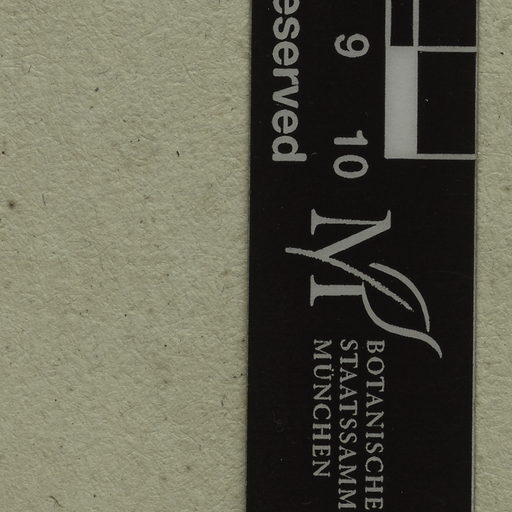 eserved
9
10
M
BOTANISCHE
STAATSSAMM
MÜNCHEN